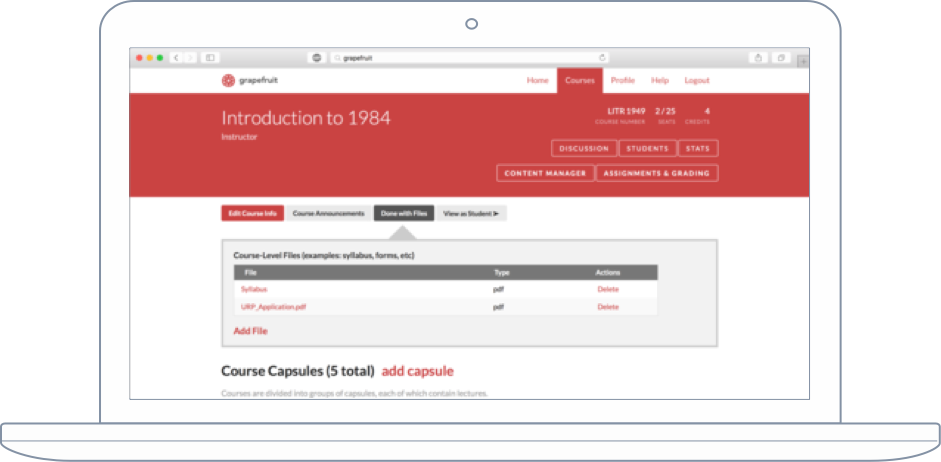 grapefruit
grapefruit
Home Courses Profile Help Logout
Introduction to 1984
Instructor
LITR 1949 2 / 25 4
COURSE NUMBER SEATS CREDITS
DISCUSSION STUDENTS STATS
CONTENT MANAGER ASSIGNMENTS & GRADING
Edit Course Info Course Announcements Done with Files View as Student ➤
Course-Level Files (examples: syllabus, forms, etc)
File Type Actions
Syllabus pdf Delete
URP_Application.pdf pdf Delete
Add File
Course Capsules (5 total) add capsule
Courses are divided into groups of capsules, each of which contain lectures.